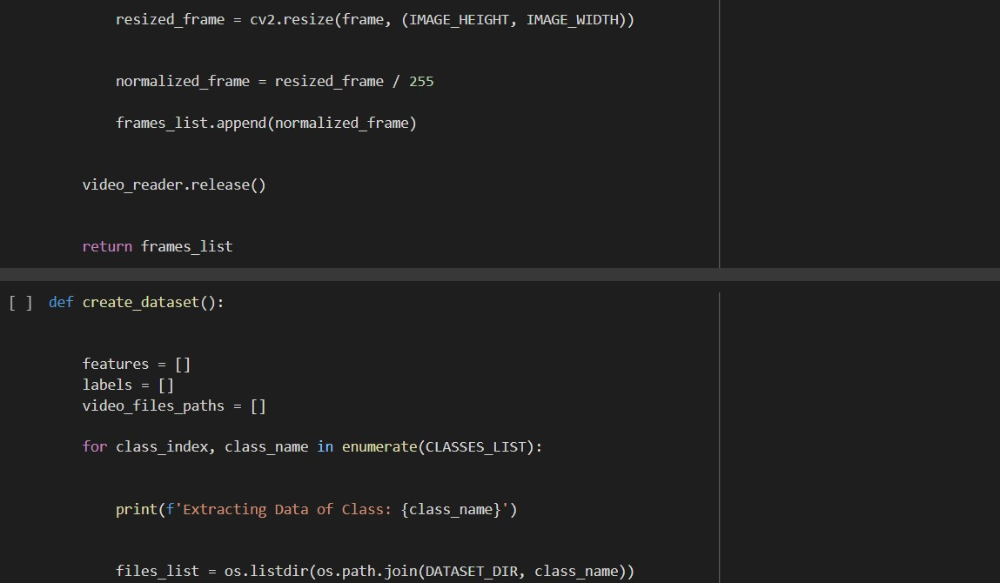 resized_frame = cv2.resize(frame, (IMAGE_HEIGHT, IMAGE_WIDTH))
normalized_frame = resized_frame / 255
frames_list.append(normalized_frame)
video_reader.release()
return frames_list
[ ] def create_dataset():
features = []
labels = []
video_files_paths = []
for class_index, class_name in enumerate(CLASSES_LIST):
print(f'Extracting Data of Class: {class_name}')
files_list = os.listdir(os.path.join(DATASET_DIR, class_name))